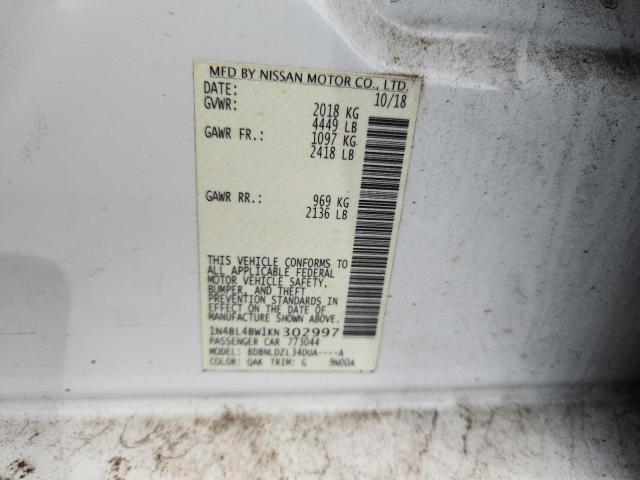 MFD BY NISSAN MOTOR CO., LTD.
DATE: 10/18
GVWR: 2018 KG
4449 LB
GAWR FR.: 1097 KG
2418 LB
GAWR RR.: 969 KG
2136 LB
THIS VEHICLE CONFORMS TO
ALL APPLICABLE FEDERAL
MOTOR VEHICLE SAFETY,
BUMPER, AND THEFT
PREVENTION STANDARDS IN
EFFECT ON THE DATE OF
MANUFACTURE SHOWN ABOVE.
1N4BL4BW1KN302997
PASSENGER CAR 773044
MODEL: BDBNLDZL34DUA----A
COLOR: QAK TRIM: G 9N00A